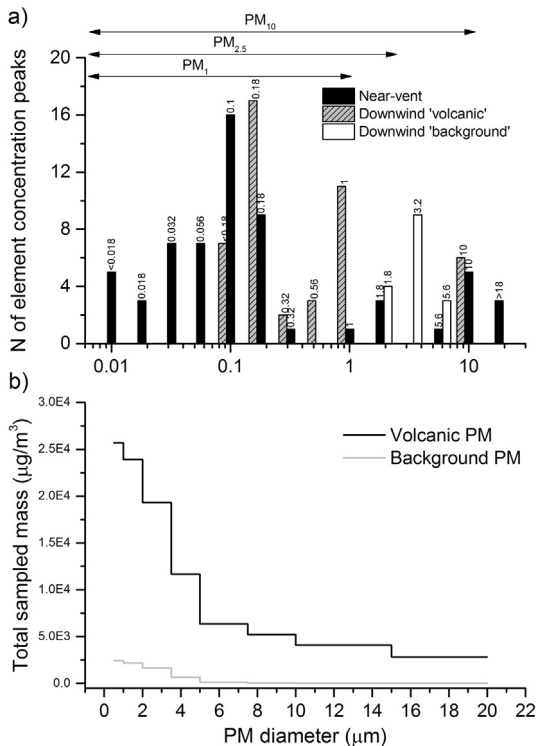 a)
PM10
PM2.5
PM1
20
16
12
8
4
0
N of element concentration peaks
Near-vent
Downwind 'volcanic'
Downwind 'background'
<0.018
0.018
0.032
0.056
<0.18
0.1
0.18
0.18
0.32
0.32
0.56
1
1
1.8
1.8
3.2
5.6
5.6
10
10
>18
0.01 0.1 1 10
b)
3.0E4
2.5E4
2.0E4
1.5E4
1.0E4
5.0E3
0.0
Total sampled mass (μg/m³)
Volcanic PM
Background PM
0 2 4 6 8 10 12 14 16 18 20 22
PM diameter (μm)